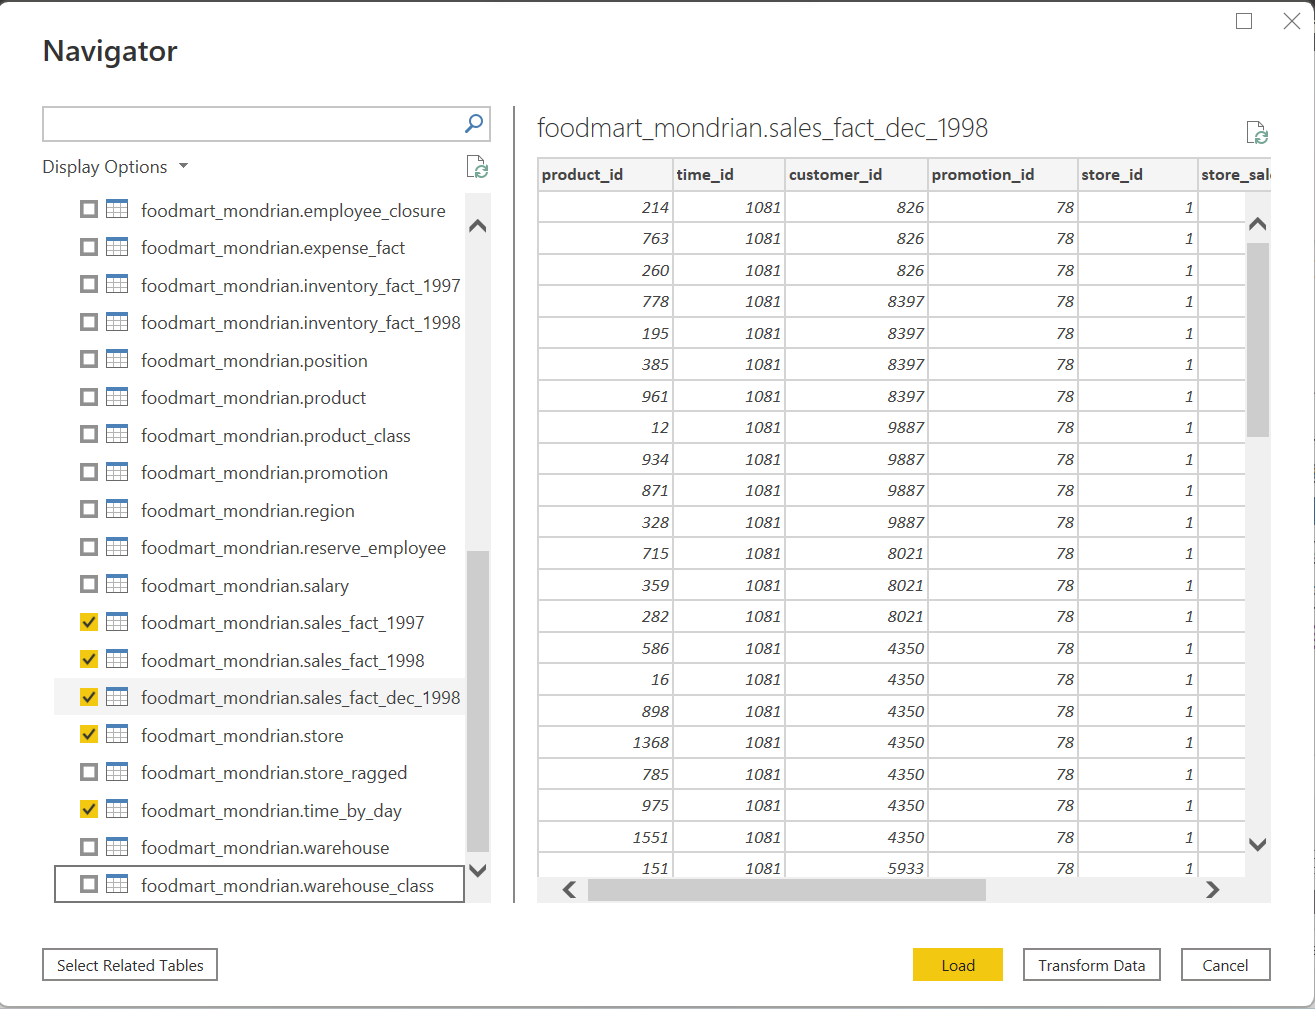 Navigator
Display Options
foodmart_mondrian.employee_closure
foodmart_mondrian.expense_fact
foodmart_mondrian.inventory_fact_1997
foodmart_mondrian.inventory_fact_1998
foodmart_mondrian.position
foodmart_mondrian.product
foodmart_mondrian.product_class
foodmart_mondrian.promotion
foodmart_mondrian.region
foodmart_mondrian.reserve_employee
foodmart_mondrian.salary
foodmart_mondrian.sales_fact_1997
foodmart_mondrian.sales_fact_1998
foodmart_mondrian.sales_fact_dec_1998
foodmart_mondrian.store
foodmart_mondrian.store_ragged
foodmart_mondrian.time_by_day
foodmart_mondrian.warehouse
foodmart_mondrian.warehouse_class
foodmart_mondrian.sales_fact_dec_1998
product_id time_id customer_id promotion_id store_id store_sal
214 1081 826 78 1
763 1081 826 78 1
260 1081 826 78 1
778 1081 8397 78 1
195 1081 8397 78 1
385 1081 8397 78 1
961 1081 8397 78 1
12 1081 9887 78 1
934 1081 9887 78 1
871 1081 9887 78 1
328 1081 9887 78 1
715 1081 8021 78 1
359 1081 8021 78 1
282 1081 8021 78 1
586 1081 4350 78 1
16 1081 4350 78 1
898 1081 4350 78 1
1368 1081 4350 78 1
785 1081 4350 78 1
975 1081 4350 78 1
1551 1081 4350 78 1
151 1081 5933 78 1
Select Related Tables
Load
Transform Data
Cancel